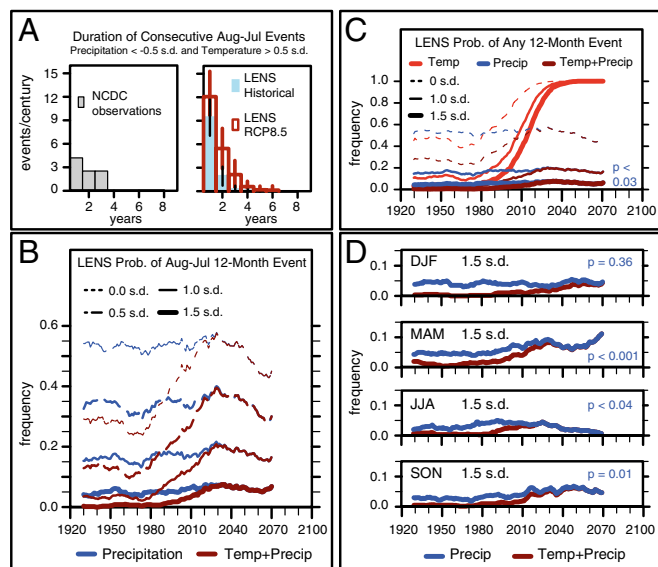 A
Duration of Consecutive Aug-Jul Events
Precipitation < -0.5 s.d. and Temperature > 0.5 s.d.
events/century
15
12
9
6
3
0
NCDC
observations
2 4 6 8
years
LENS
Historical
LENS
RCP8.5
2 4 6 8
years
B
LENS Prob. of Aug-Jul 12-Month Event
0.0 s.d.
1.0 s.d.
0.5 s.d.
1.5 s.d.
frequency
0.6
0.4
0.2
0.0
1920 1950 1980 2010 2040 2070 2100
Precipitation
Temp+Precip
C
LENS Prob. of Any 12-Month Event
Temp
Precip
Temp+Precip
0 s.d.
1.0 s.d.
1.5 s.d.
frequency
1.0
0.8
0.6
0.4
0.2
0.0
p <
0.03
1920 1950 1980 2010 2040 2070 2100
D
DJF 1.5 s.d.
p = 0.36
0.1
0.0
MAM 1.5 s.d.
p < 0.001
0.1
0.0
JJA 1.5 s.d.
p < 0.04
0.1
0.0
SON 1.5 s.d.
p = 0.01
0.1
0.0
frequency
1920 1950 1980 2010 2040 2070 2100
Precip
Temp+Precip